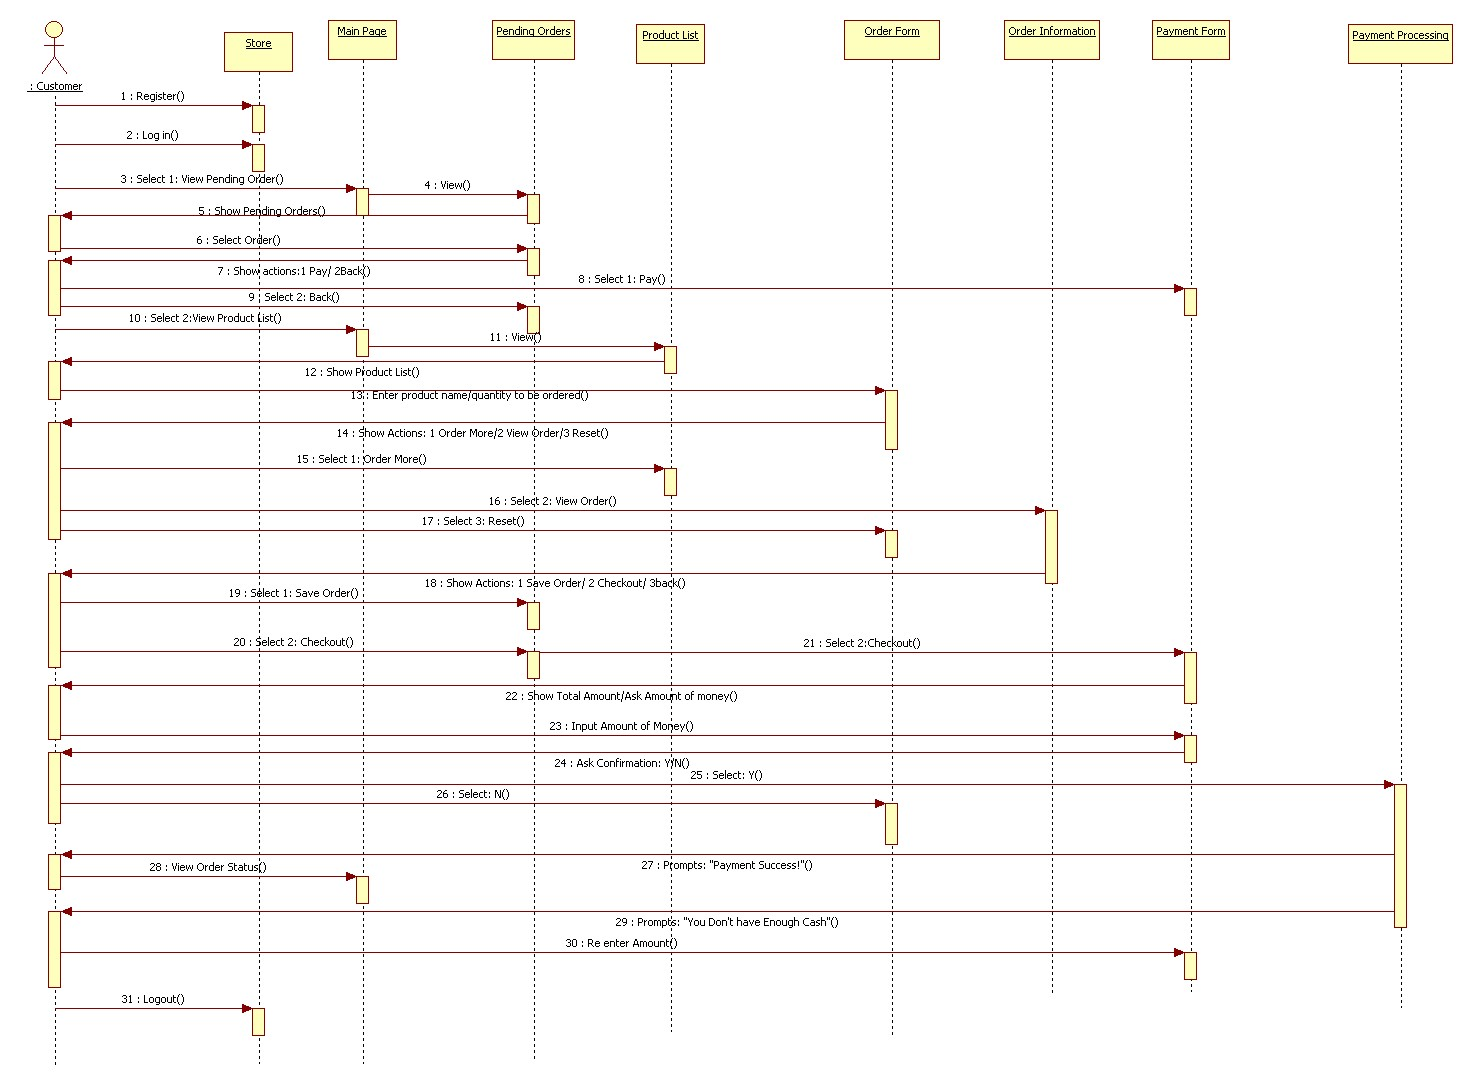 Store
Main Page
Pending Orders
Product List
Order Form
Order Information
Payment Form
Payment Processing
: Customer
1 : Register()
2 : Log in()
3 : Select 1: View Pending Order()
4 : View()
5 : Show Pending Orders()
6 : Select Order()
7 : Show actions:1 Pay/ 2Back()
8 : Select 1: Pay()
9 : Select 2: Back()
10 : Select 2:View Product List()
11 : View()
12 : Show Product List()
13 : Enter product name/quantity to be ordered()
14 : Show Actions: 1 Order More/2 View Order/3 Reset()
15 : Select 1: Order More()
16 : Select 2: View Order()
17 : Select 3: Reset()
18 : Show Actions: 1 Save Order/ 2 Checkout/ 3back()
19 : Select 1: Save Order()
20 : Select 2: Checkout()
21 : Select 2:Checkout()
22 : Show Total Amount/Ask Amount of money()
23 : Input Amount of Money()
24 : Ask Confirmation: Y/N()
25 : Select: Y()
26 : Select: N()
27 : Prompts: "Payment Success!"()
28 : View Order Status()
29 : Prompts: "You Don't have Enough Cash"()
30 : Re enter Amount()
31 : Logout()